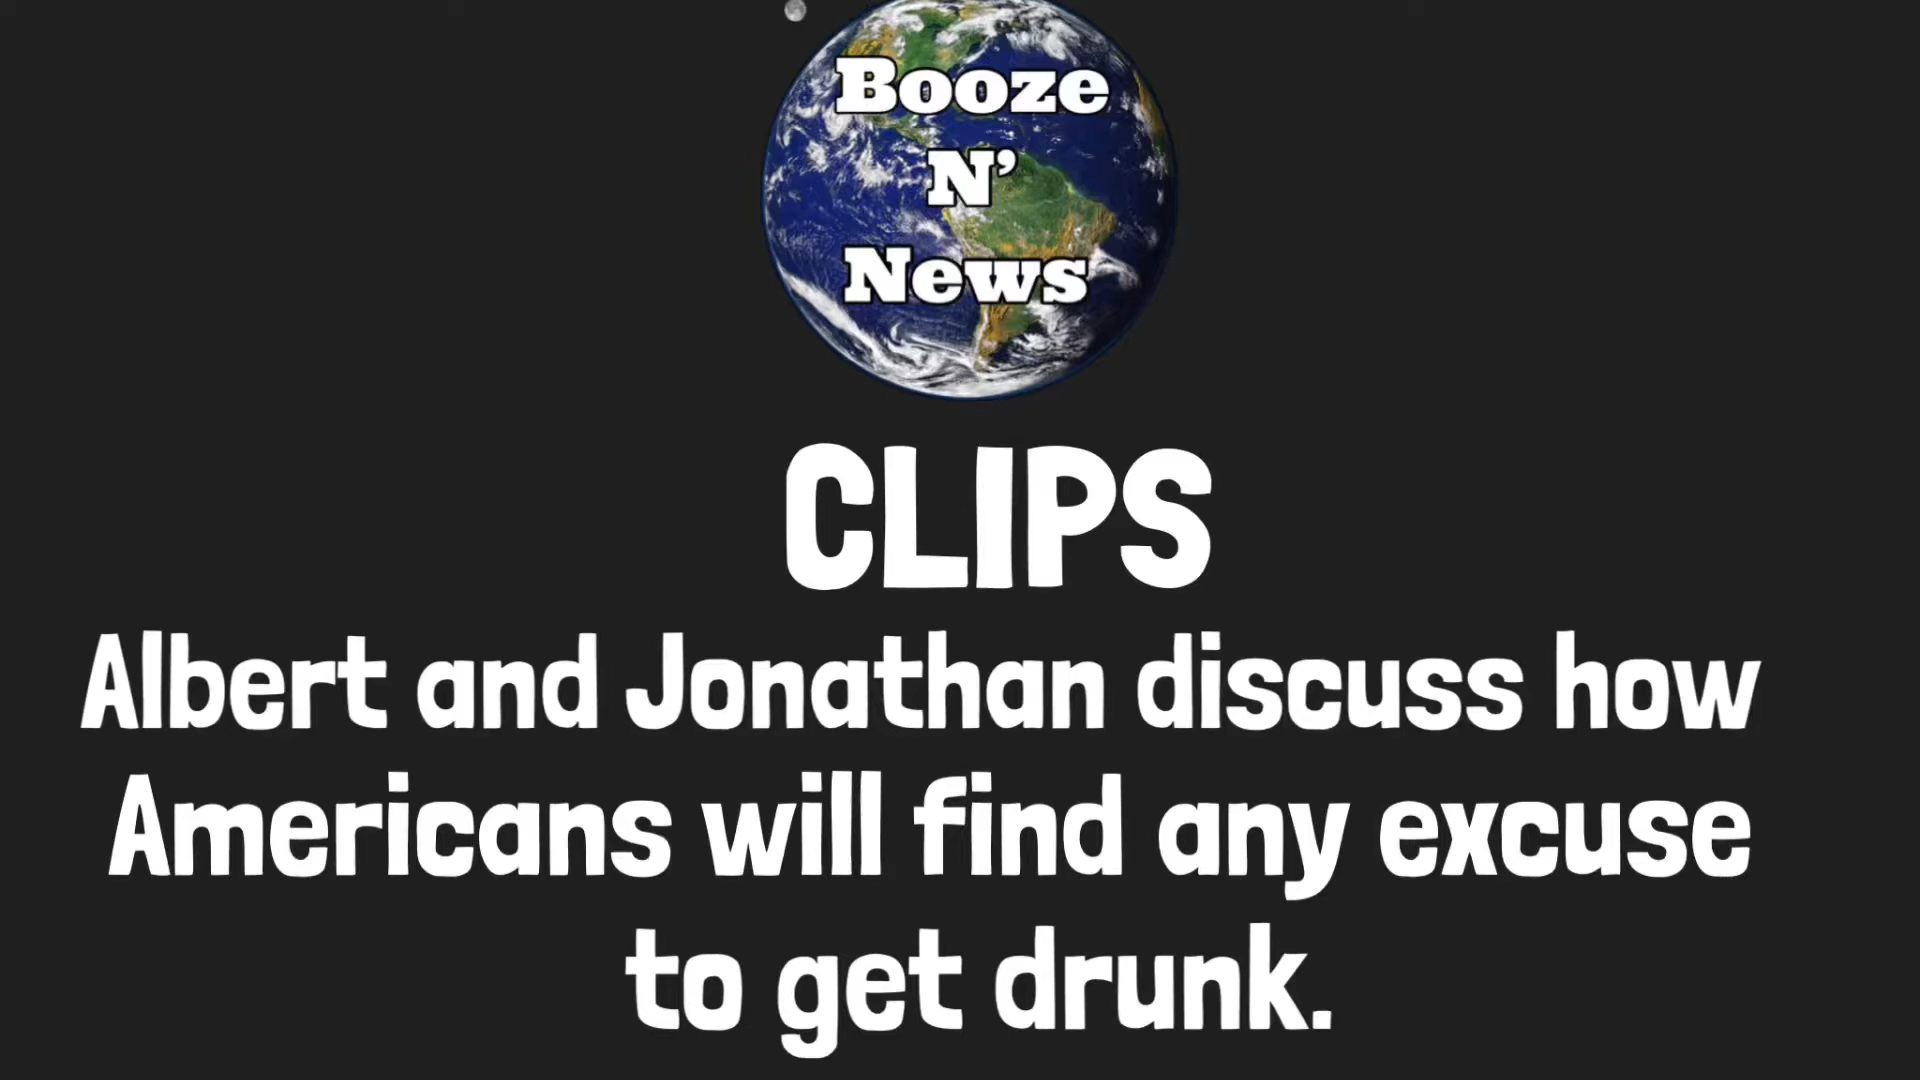 Booze
N’
News
CLIPS
Albert and Jonathan discuss how
Americans will find any excuse
to get drunk.